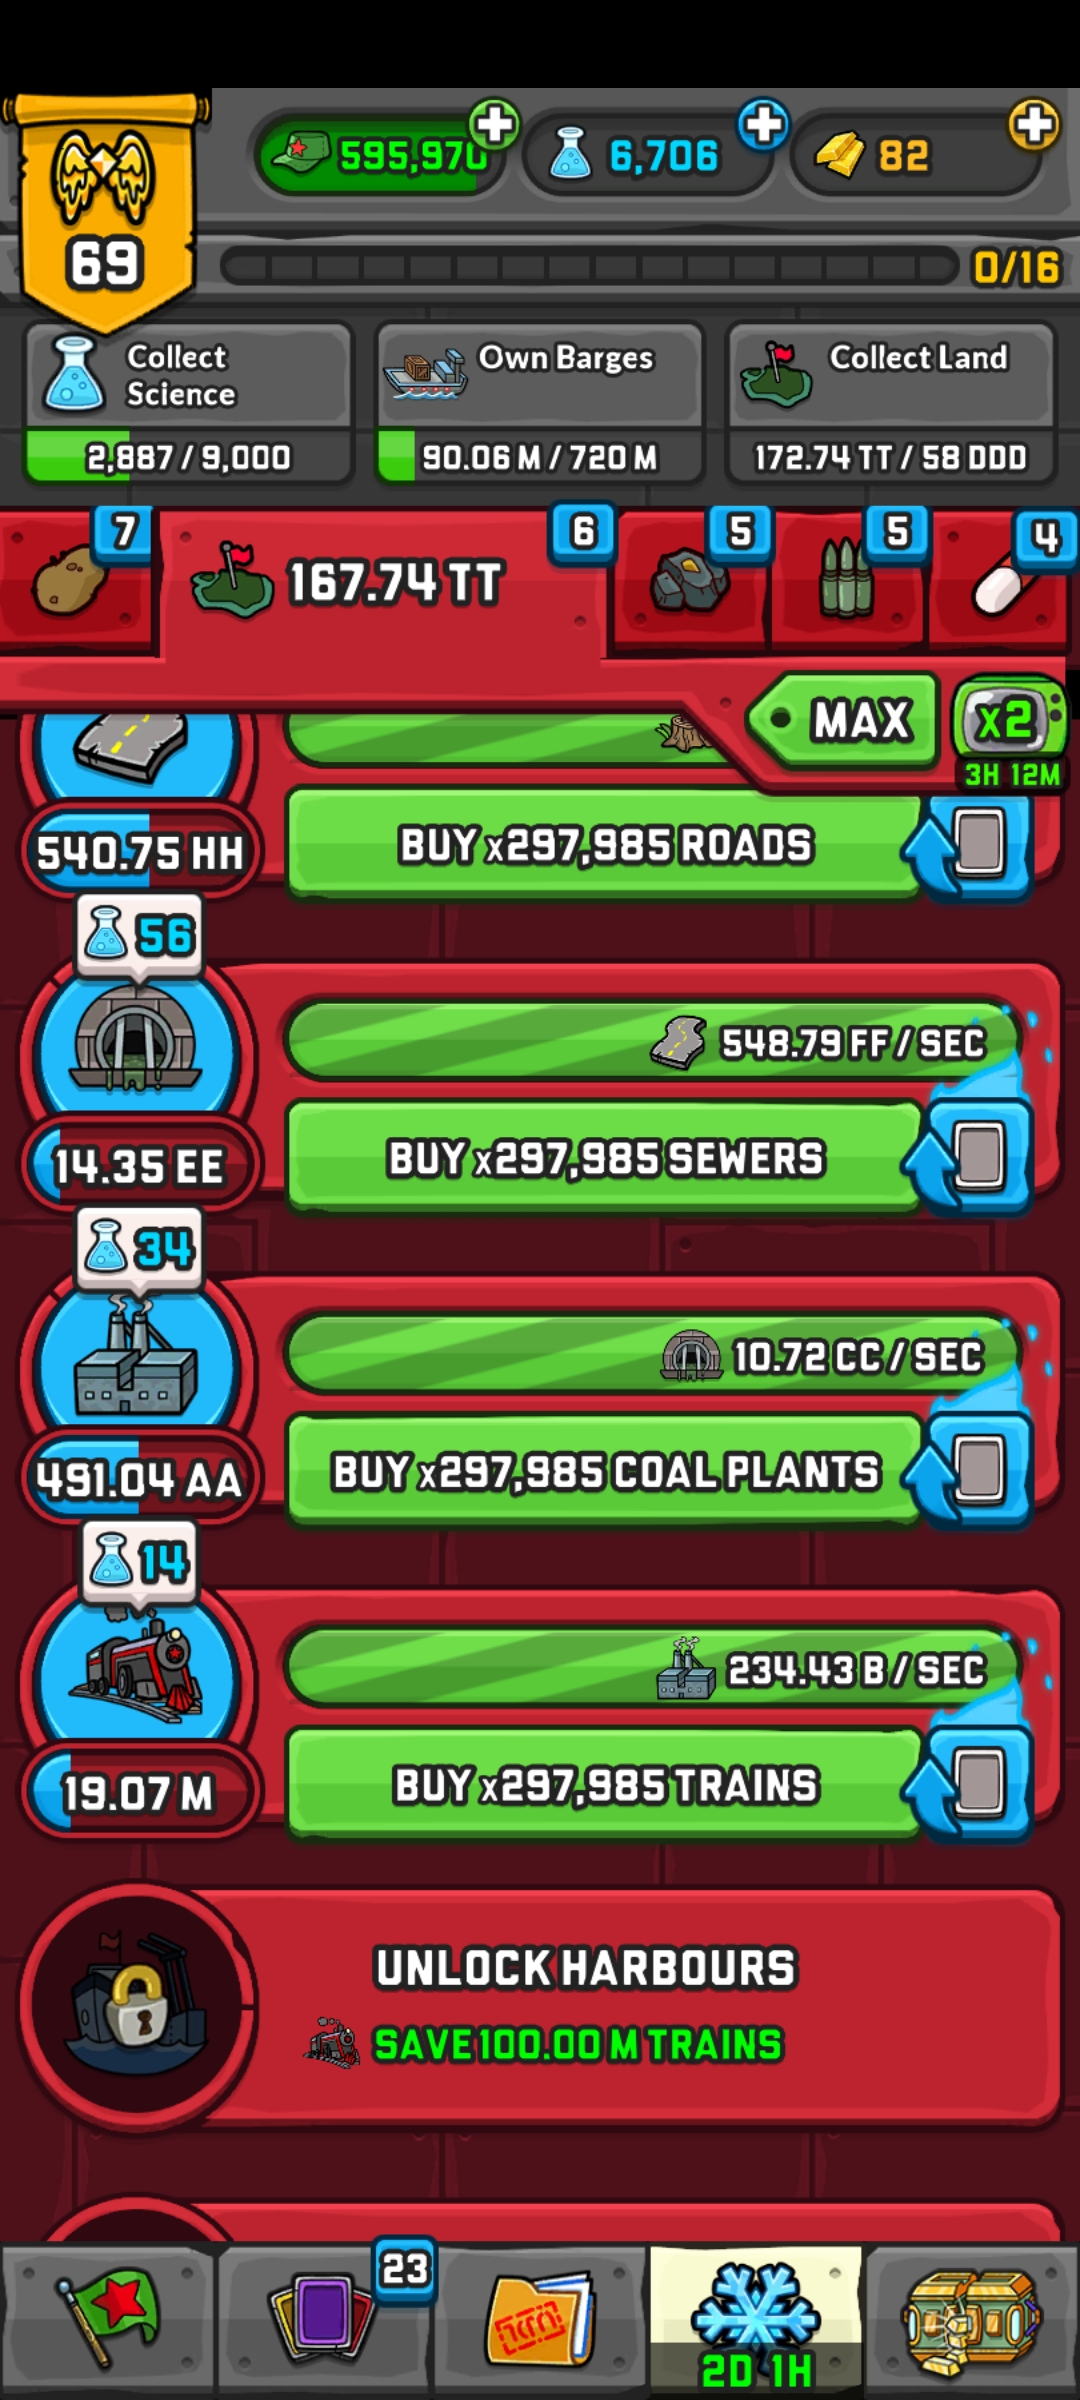 595,970
6,706
82
69
0/16
Collect
Science
2,887 / 9,000
Own Barges
90.06 M / 720 M
Collect Land
172.74 TT / 58 DDD
7
167.74 TT
6
5
5
4
MAX
x2
3H 12M
540.75 HH
BUY x297,985 ROADS
56
548.79 FF / SEC
14.35 EE
BUY x297,985 SEWERS
34
10.72 CC / SEC
491.04 AA
BUY x297,985 COAL PLANTS
14
234.43 B / SEC
19.07 M
BUY x297,985 TRAINS
UNLOCK HARBOURS
SAVE 100.00 M TRAINS
23
2D 1H